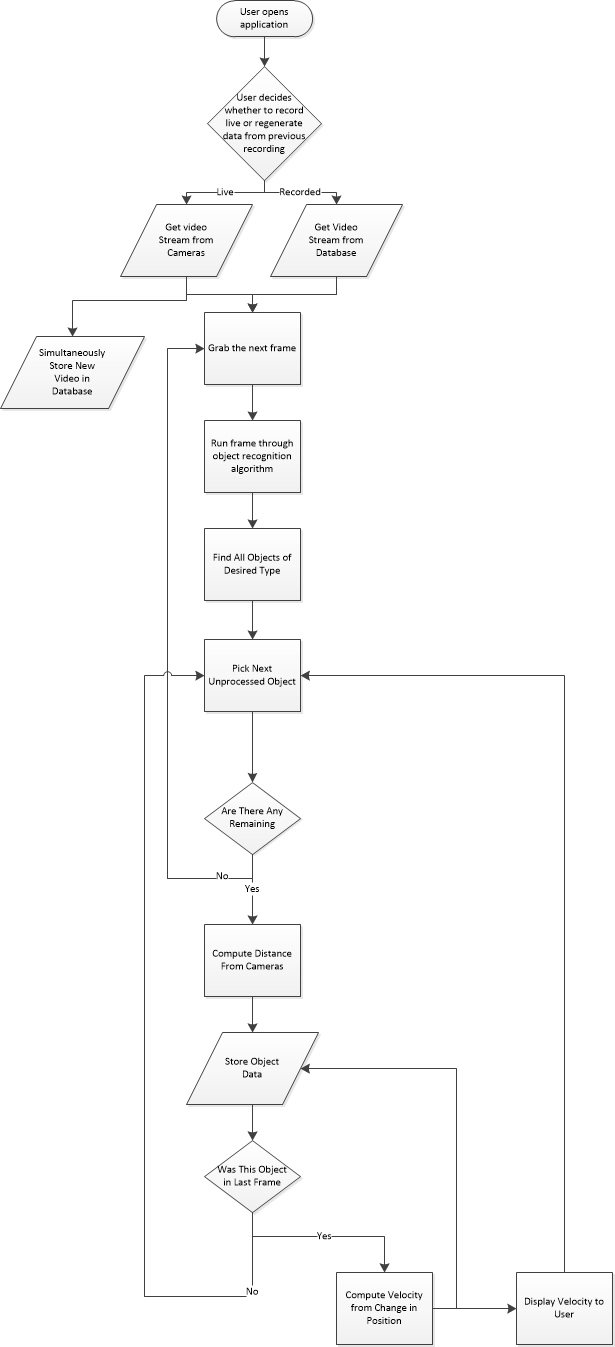 User opens
application
User decides
whether to record
live or regenerate
data from previous
recording
Live
Recorded
Get video
Stream from
Cameras
Get Video
Stream from
Database
Simultaneously
Store New
Video in
Database
Grab the next frame
Run frame through
object recognition
algorithm
Find All Objects of
Desired Type
Pick Next
Unprocessed Object
Are There Any
Remaining
No
Yes
Compute Distance
From Cameras
Store Object
Data
Was This Object
in Last Frame
Yes
No
Compute Velocity
from Change in
Position
Display Velocity to
User